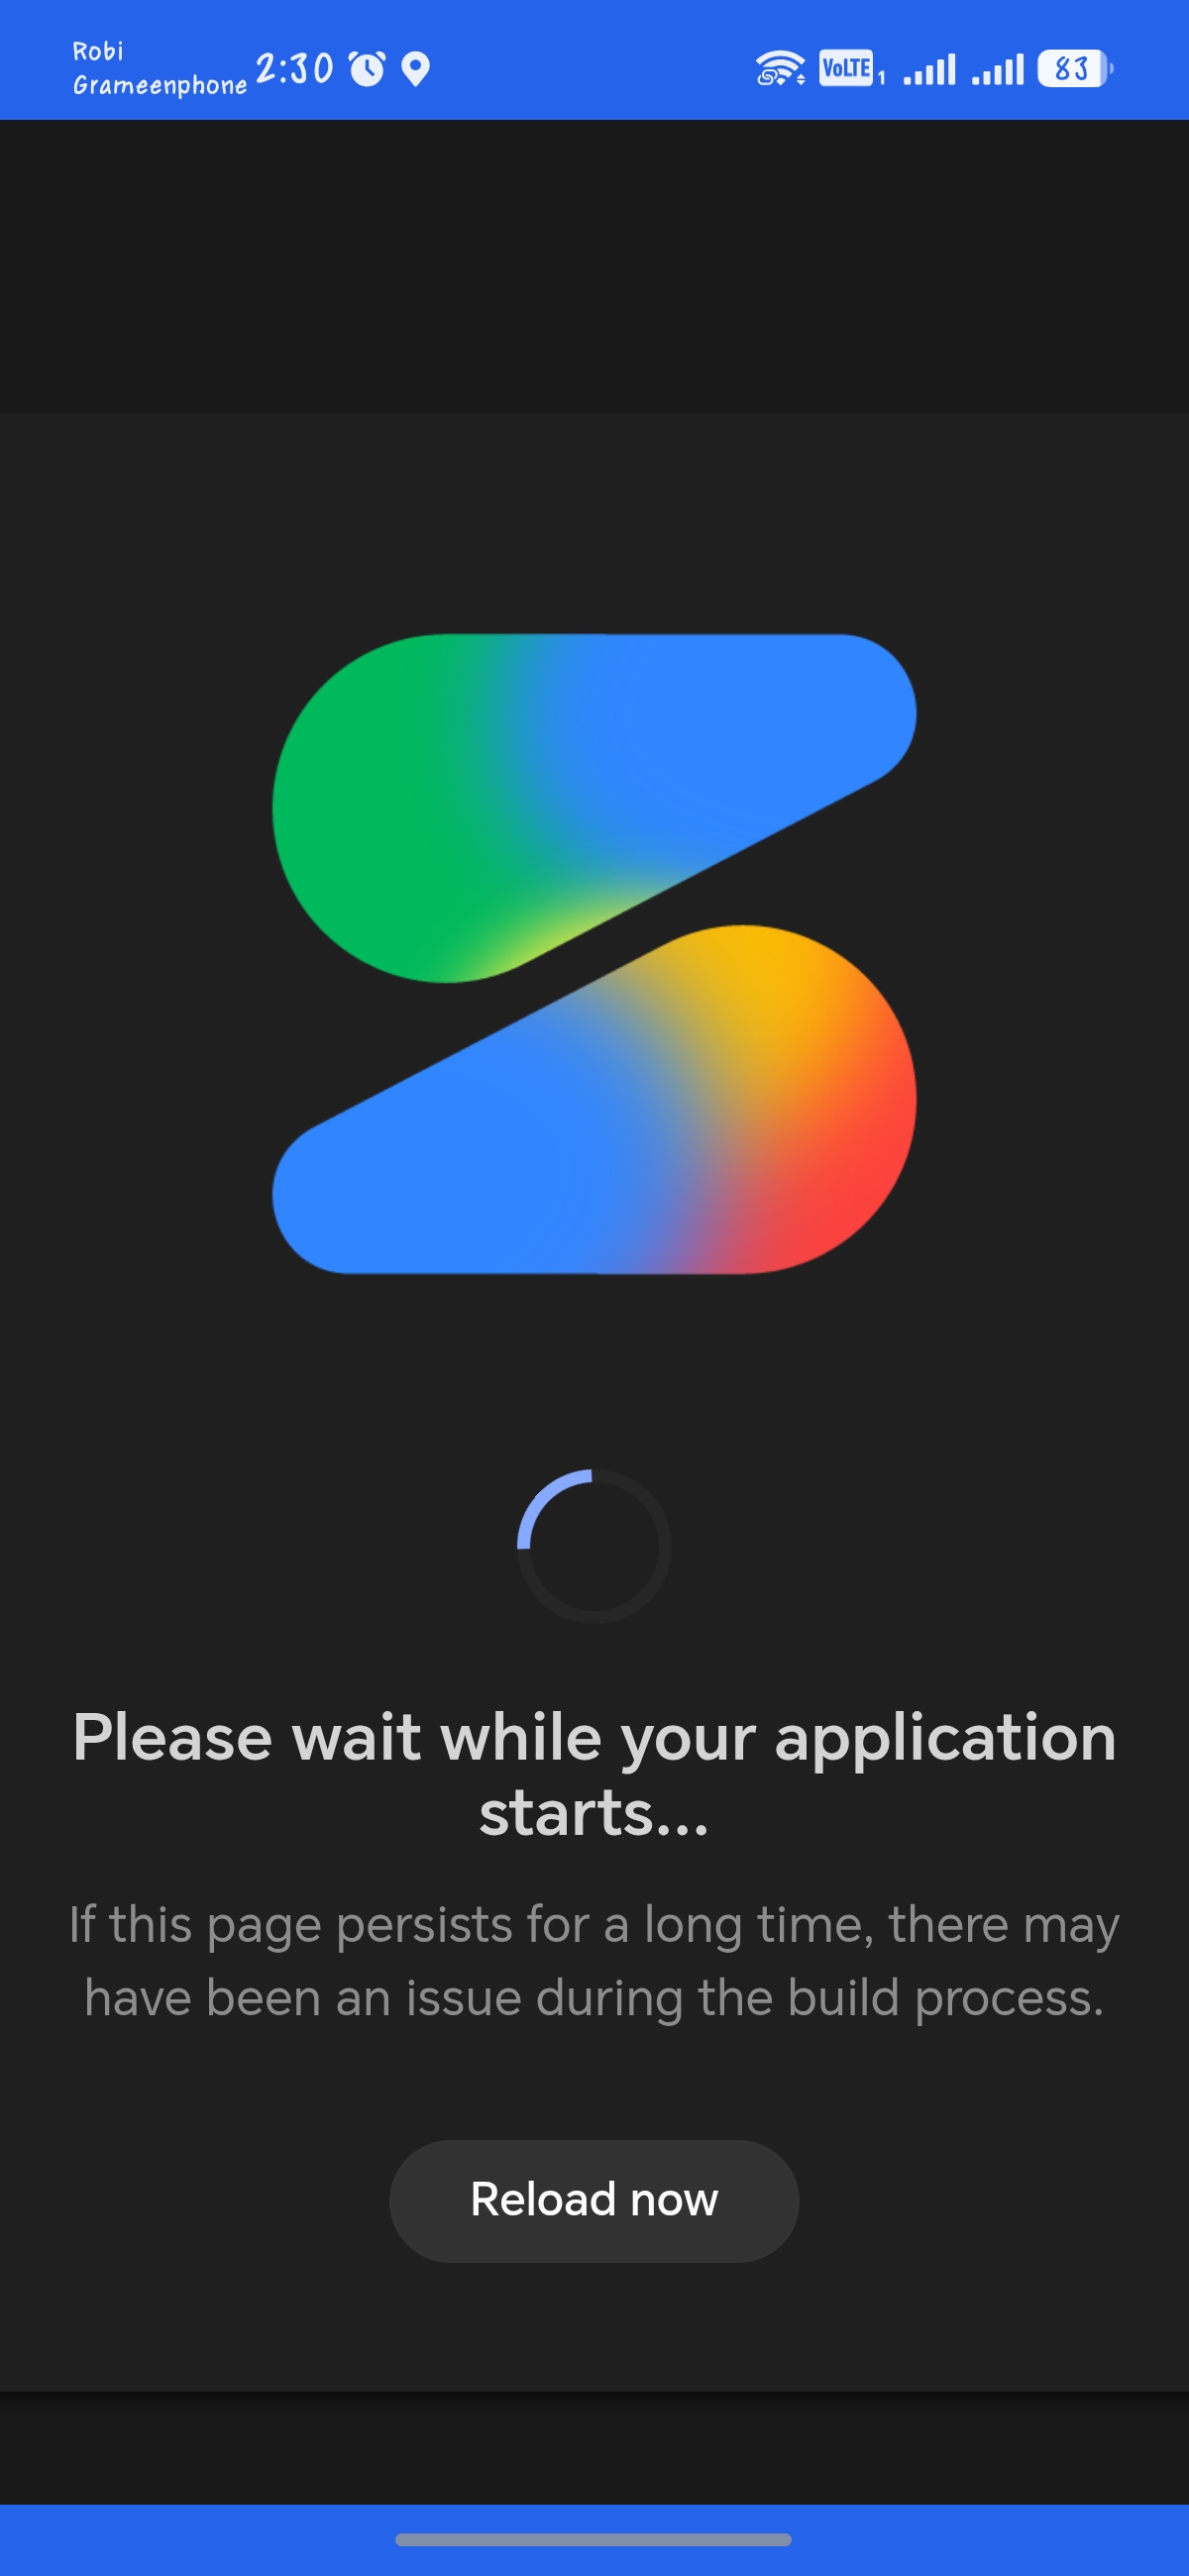 Robi
Grameenphone 2:30
VoLTE 1 83
Please wait while your application
starts...
If this page persists for a long time, there may
have been an issue during the build process.
Reload now